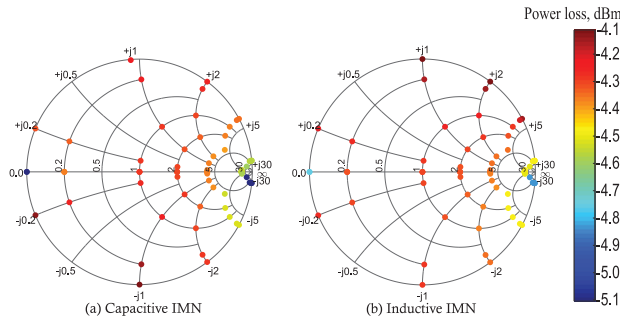 Power loss, dBm
-4.1
-4.2
-4.3
-4.4
-4.5
-4.6
-4.7
-4.8
-4.9
-5.0
-5.1
+j1
+j0.5
+j2
+j0.2
+j5
+j30
0.0
0.2
0.5
1
2
30
-j30
-j0.2
-j5
-j0.5
-j2
-j1
(a) Capacitive IMN
+j1
+j0.5
+j2
+j0.2
+j5
+j30
0.0
0.2
0.5
1
2
30
-j30
-j0.2
-j5
-j0.5
-j2
-j1
(b) Inductive IMN